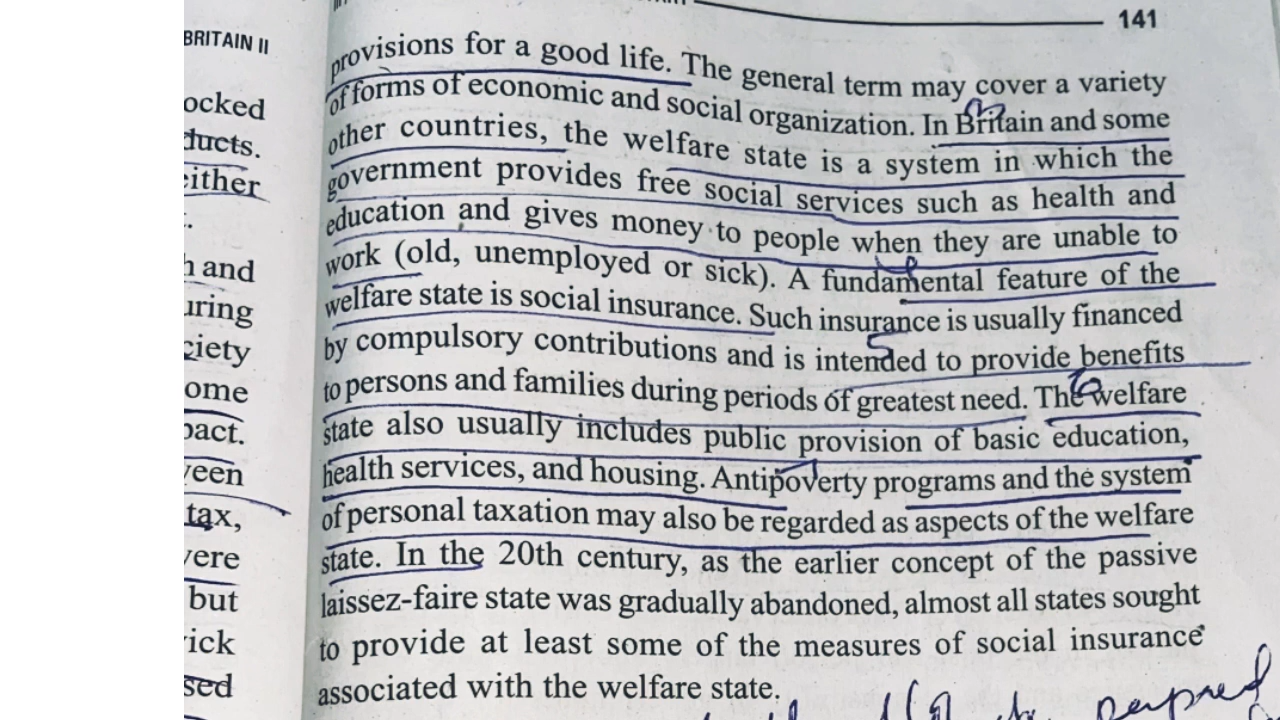 BRITAIN II
ocked
ducts.
either
h and
uring
ciety
ome
pact.
veen
tax,
vere
but
rick
sed
141
provisions for a good life. The general term may cover a variety
of forms of economic and social organization. In Britain and some
other countries, the welfare state is a system in which the
government provides free social services such as health and
education and gives money to people when they are unable to
work (old, unemployed or sick). A fundamental feature of the
welfare state is social insurance. Such insurance is usually financed
by compulsory contributions and is intended to provide benefits
to persons and families during periods of greatest need. The welfare
state also usually includes public provision of basic education,
health services, and housing. Antipoverty programs and the system
of personal taxation may also be regarded as aspects of the welfare
state. In the 20th century, as the earlier concept of the passive
laissez-faire state was gradually abandoned, almost all states sought
to provide at least some of the measures of social insurance
associated with the welfare state.